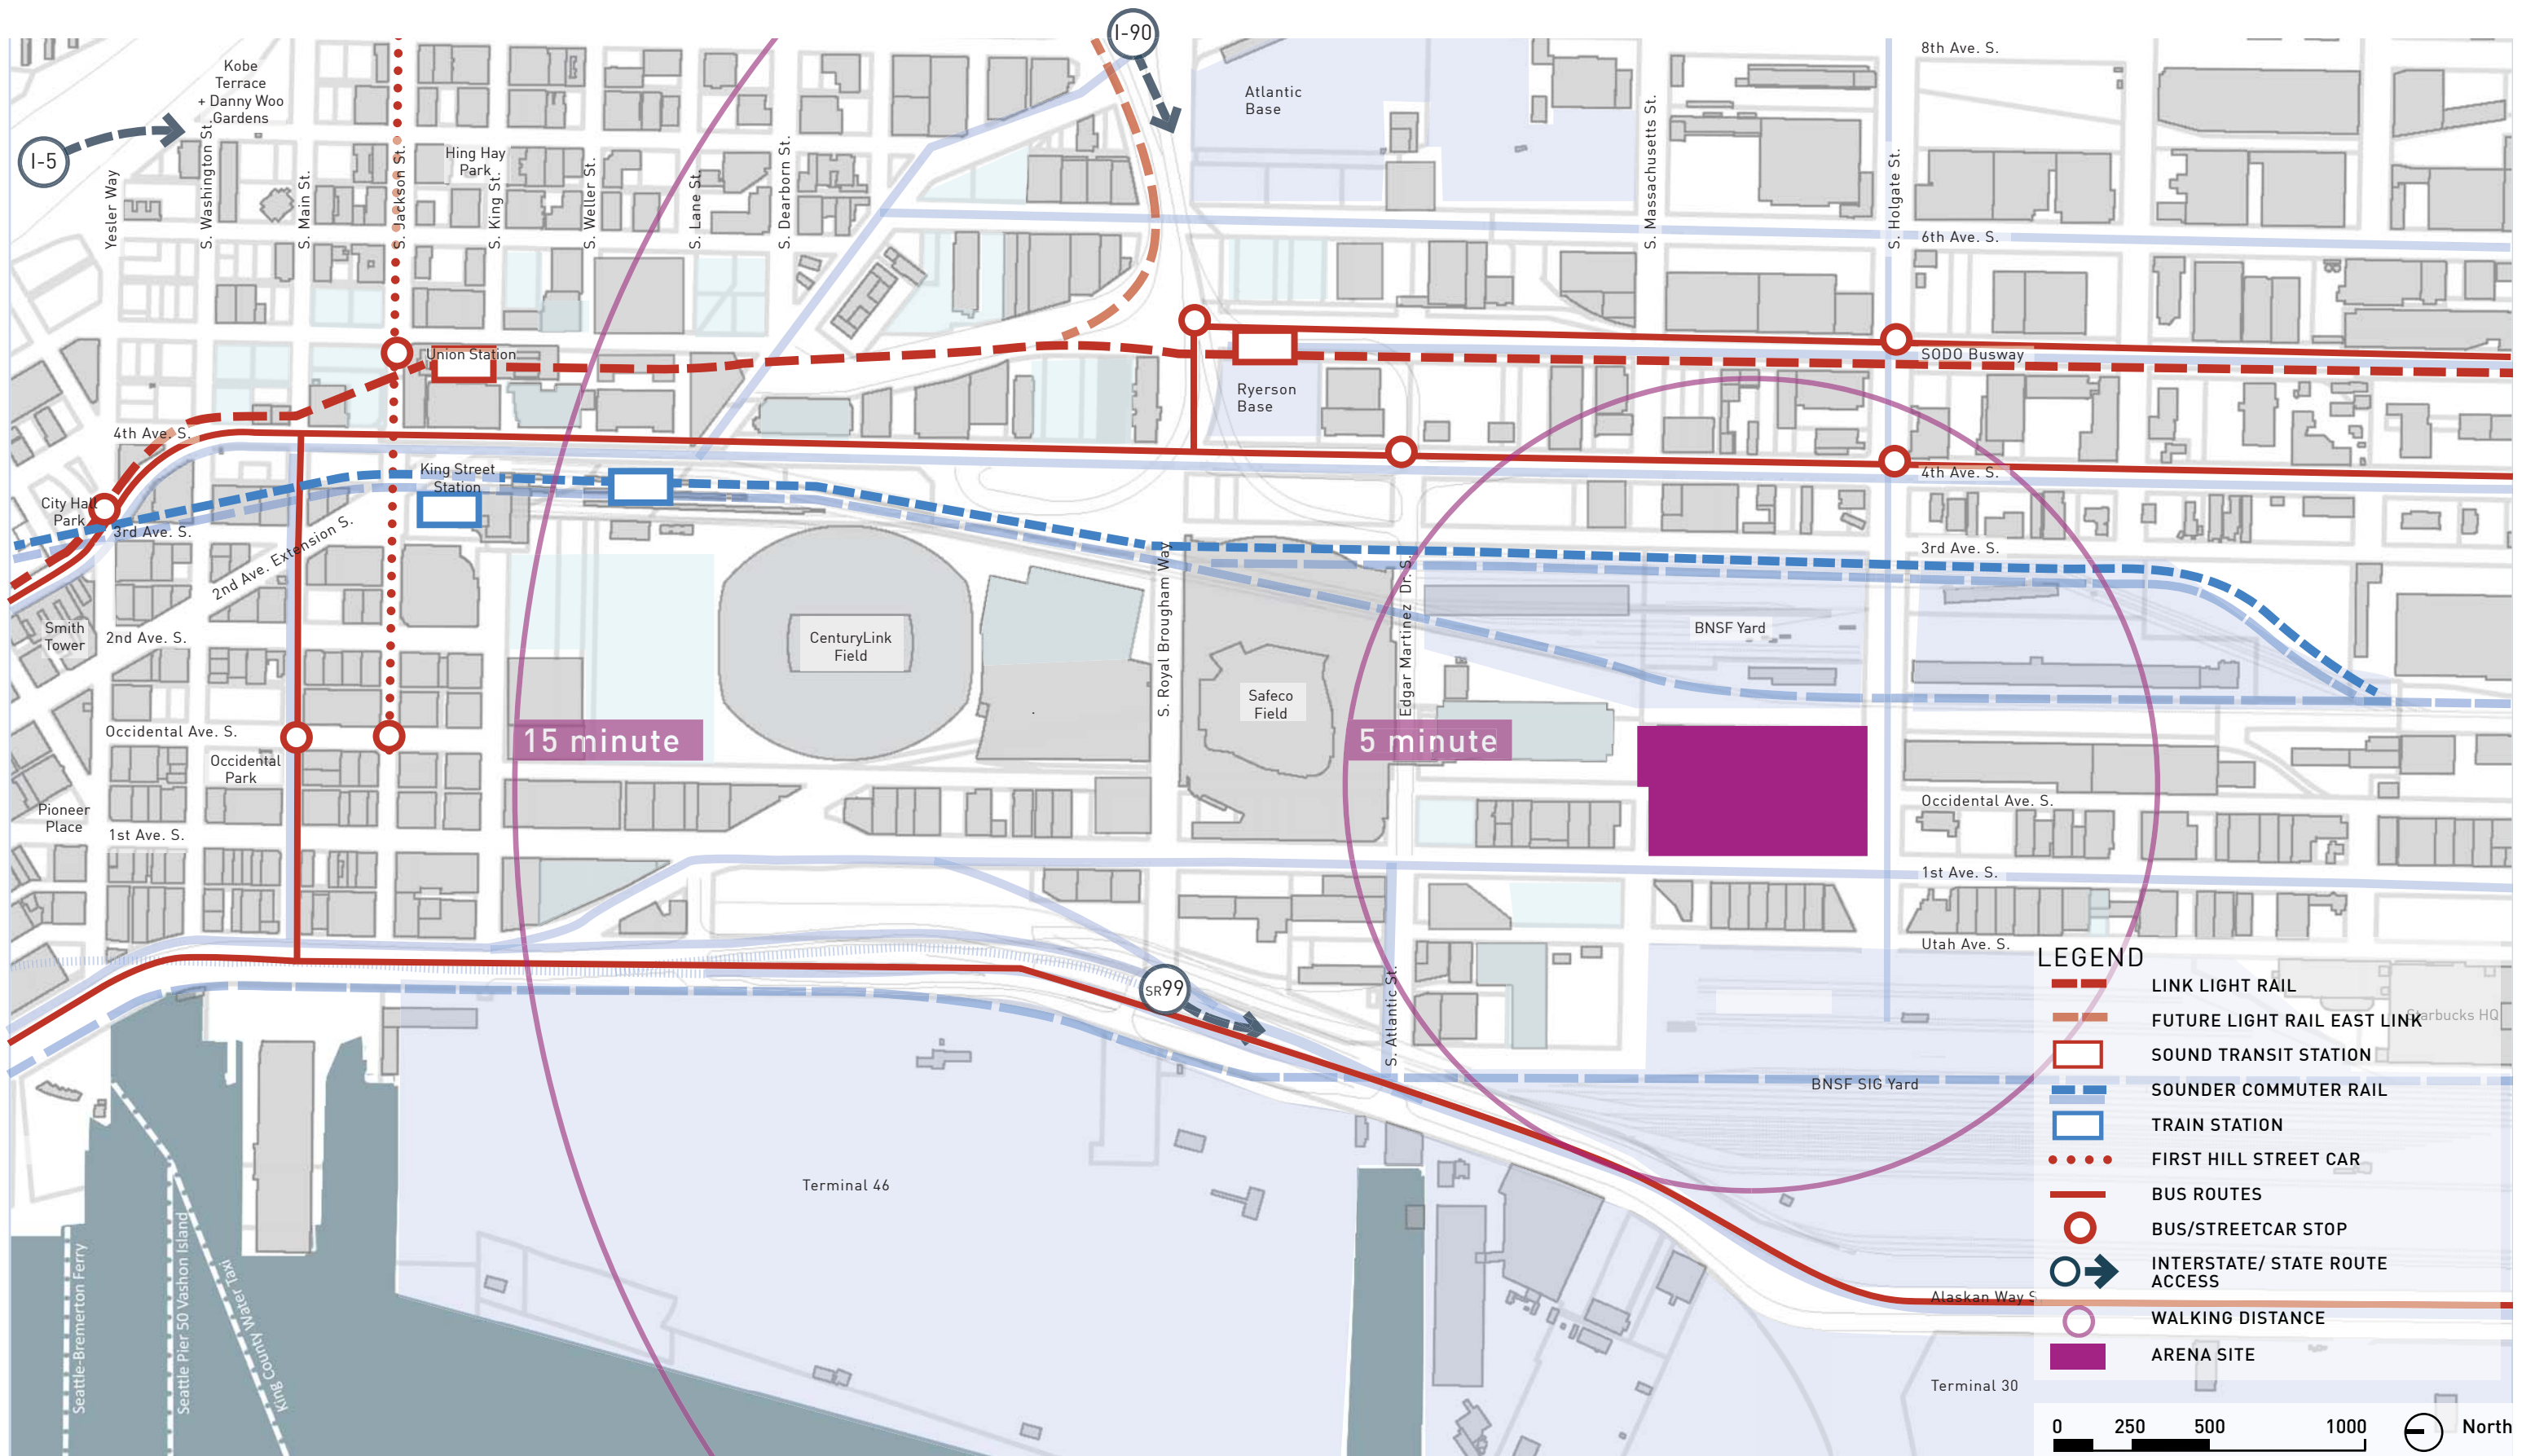 I-90
8th Ave. S.
Kobe
Terrace
+ Danny Woo
Gardens
I-5
Atlantic
Base
Yesler Way
S. Washington St.
S. Main St.
S. Jackson St.
Hing Hay
Park
S. King St.
S. Weller St.
S. Lane St.
S. Dearborn St.
S. Massachusetts St.
S. Holgate St.
6th Ave. S.
Union Station
SODO Busway
Ryerson
Base
4th Ave. S.
King Street
Station
4th Ave. S.
City Hall
Park
3rd Ave. S.
2nd Ave. Extension S.
3rd Ave. S.
S. Royal Brougham Way
Edgar Martinez Dr. S.
Smith
Tower
2nd Ave. S.
CenturyLink
Field
BNSF Yard
Safeco
Field
Occidental Ave. S.
15 minute
5 minute
Occidental
Park
Pioneer
Place
1st Ave. S.
Occidental Ave. S.
1st Ave. S.
Utah Ave. S.
SR99
S. Atlantic St.
Starbucks HQ
BNSF SIG Yard
Terminal 46
Seattle-Bremerton Ferry
Seattle Pier 50 Vashon Island
King County Water Taxi
Alaskan Way S
Terminal 30
LEGEND
LINK LIGHT RAIL
FUTURE LIGHT RAIL EAST LINK
SOUND TRANSIT STATION
SOUNDER COMMUTER RAIL
TRAIN STATION
FIRST HILL STREET CAR
BUS ROUTES
BUS/STREETCAR STOP
INTERSTATE/ STATE ROUTE
ACCESS
WALKING DISTANCE
ARENA SITE
0 250 500 1000
North